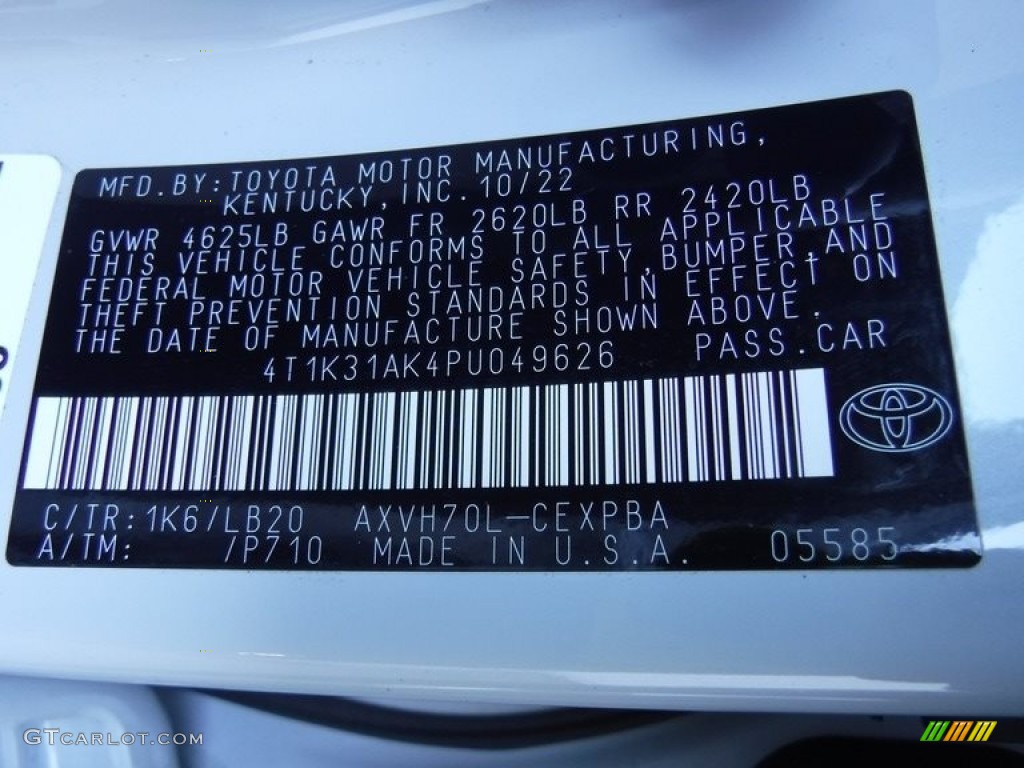 MFD.BY:TOYOTA MOTOR MANUFACTURING,
KENTUCKY,INC.10/22
GVWR 4625LB GAWR FR 2620LB RR 2420LB
THIS VEHICLE CONFORMS TO ALL APPLICABLE
FEDERAL MOTOR VEHICLE SAFETY,BUMPER,AND
THEFT PREVENTION STANDARDS IN EFFECT ON
THE DATE OF MANUFACTURE SHOWN ABOVE.
4T1K31AK4PU049626 PASS.CAR
C/TR:1K6/LB20 AXVH70L-CEXPBA
A/TM: /P710 MADE IN U.S.A. 05585
GTCARLOT.COM